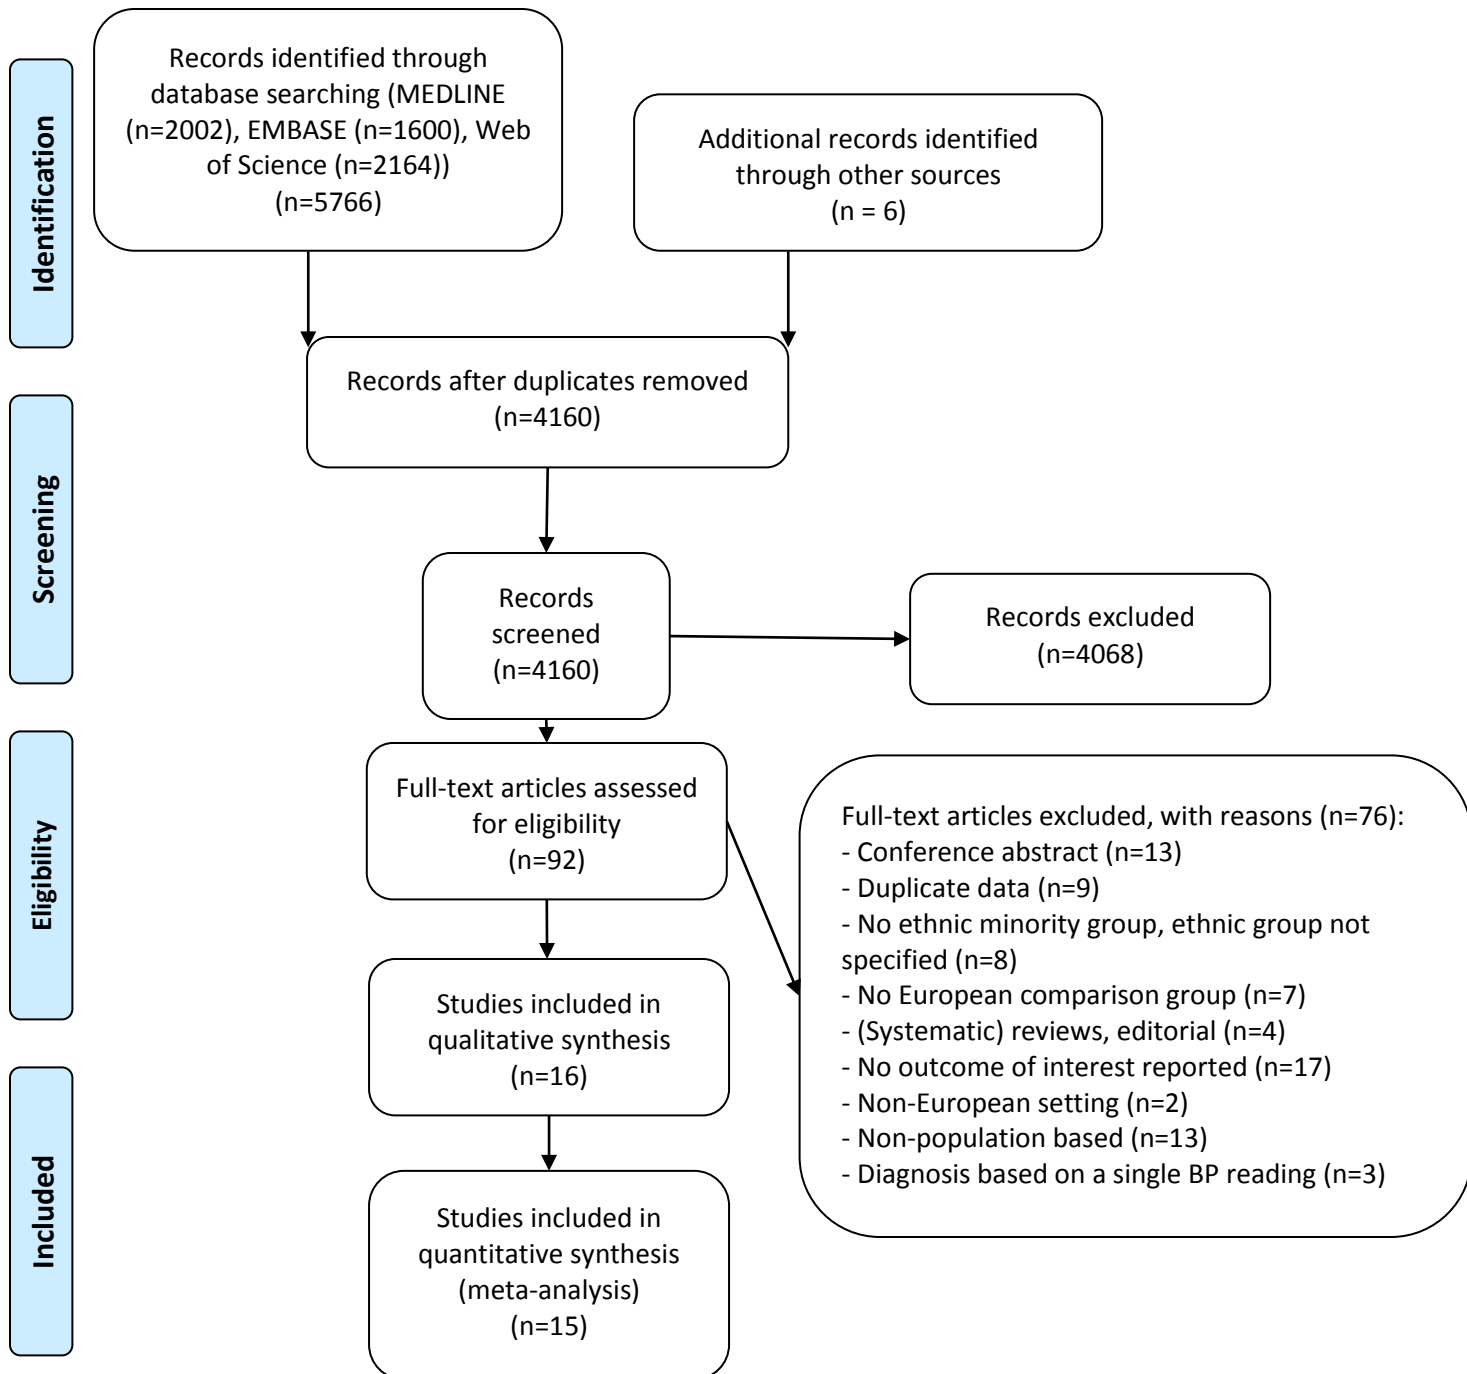 Identification
Records identified through
database searching (MEDLINE
(n=2002), EMBASE (n=1600), Web
of Science (n=2164))
(n=5766)
Additional records identified
through other sources
(n = 6)
Records after duplicates removed
(n=4160)
Screening
Records
screened
(n=4160)
Records excluded
(n=4068)
Eligibility
Full-text articles assessed
for eligibility
(n=92)
Full-text articles excluded, with reasons (n=76):
- Conference abstract (n=13)
- Duplicate data (n=9)
- No ethnic minority group, ethnic group not
specified (n=8)
- No European comparison group (n=7)
- (Systematic) reviews, editorial (n=4)
- No outcome of interest reported (n=17)
- Non-European setting (n=2)
- Non-population based (n=13)
- Diagnosis based on a single BP reading (n=3)
Studies included in
qualitative synthesis
(n=16)
Included
Studies included in
quantitative synthesis
(meta-analysis)
(n=15)